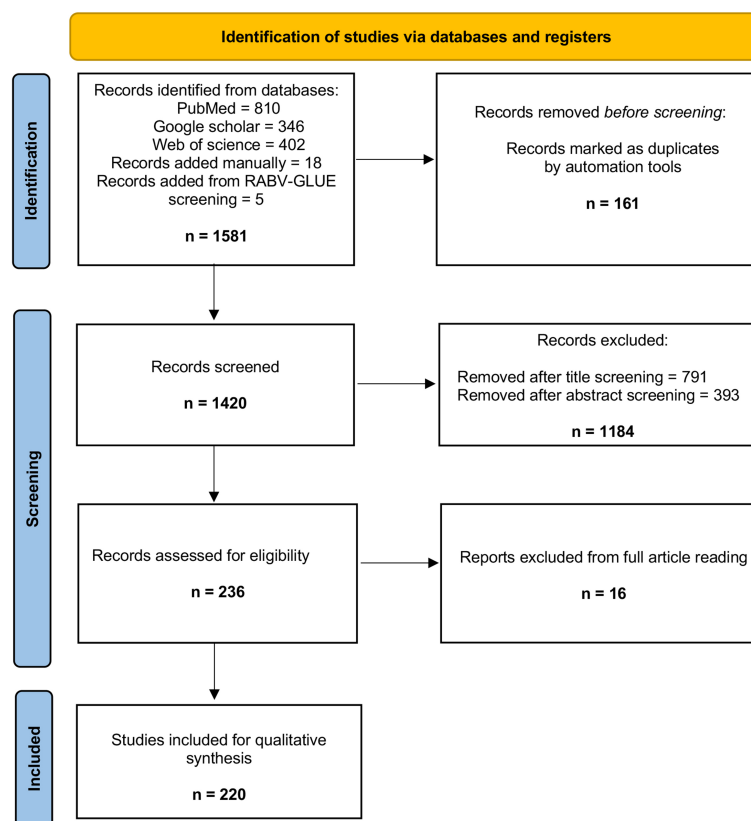 Identification of studies via databases and registers
Identification
Records identified from databases:
PubMed = 810
Google scholar = 346
Web of science = 402
Records added manually = 18
Records added from RABV-GLUE
screening = 5
n = 1581
Records removed before screening:
Records marked as duplicates
by automation tools
n = 161
Screening
Records screened
n = 1420
Records excluded:
Removed after title screening = 791
Removed after abstract screening = 393
n = 1184
Records assessed for eligibility
n = 236
Reports excluded from full article reading
n = 16
Included
Studies included for qualitative
synthesis
n = 220